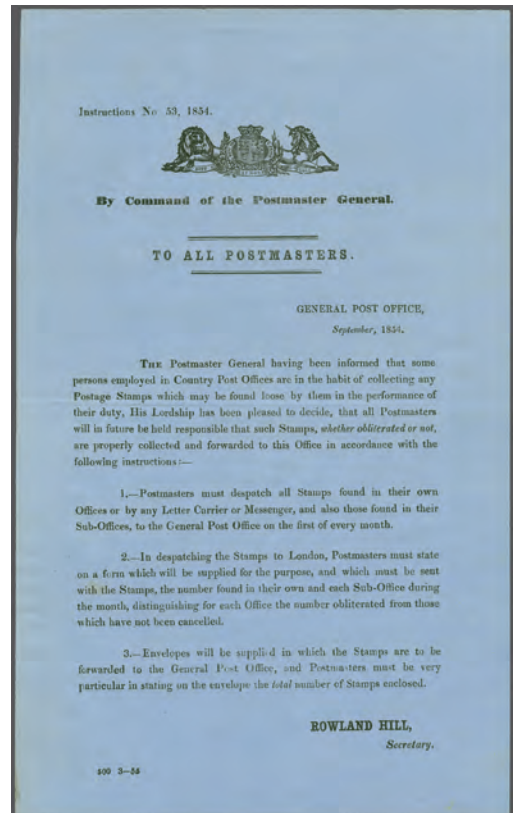 Instructions No 53, 1854.
By Command of the Postmaster General.
TO ALL POSTMASTERS.
GENERAL POST OFFICE,
September, 1854.
THE Postmaster General having been informed that some
persons employed in Country Post Offices are in the habit of collecting any
Postage Stamps which may be found loose by them in the performance of
their duty, His Lordship has been pleased to decide, that all Postmasters
will in future be held responsible that such Stamps, whether obliterated or not,
are properly collected and forwarded to this Office in accordance with the
following instructions:—
1.—Postmasters must despatch all Stamps found in their own
Offices or by any Letter Carrier or Messenger, and also those found in their
Sub-Offices, to the General Post Office on the first of every month.
2.—In despatching the Stamps to London, Postmasters must state
on a form which will be supplied for the purpose, and which must be sent
with the Stamps, the number found in their own and each Sub-Office during
the month, distinguishing for each Office the number obliterated from those
which have not been cancelled.
3.—Envelopes will be supplied in which the Stamps are to be
forwarded to the General Post Office, and Postmasters must be very
particular in stating on the envelope the total number of Stamps enclosed.
ROWLAND HILL,
Secretary.